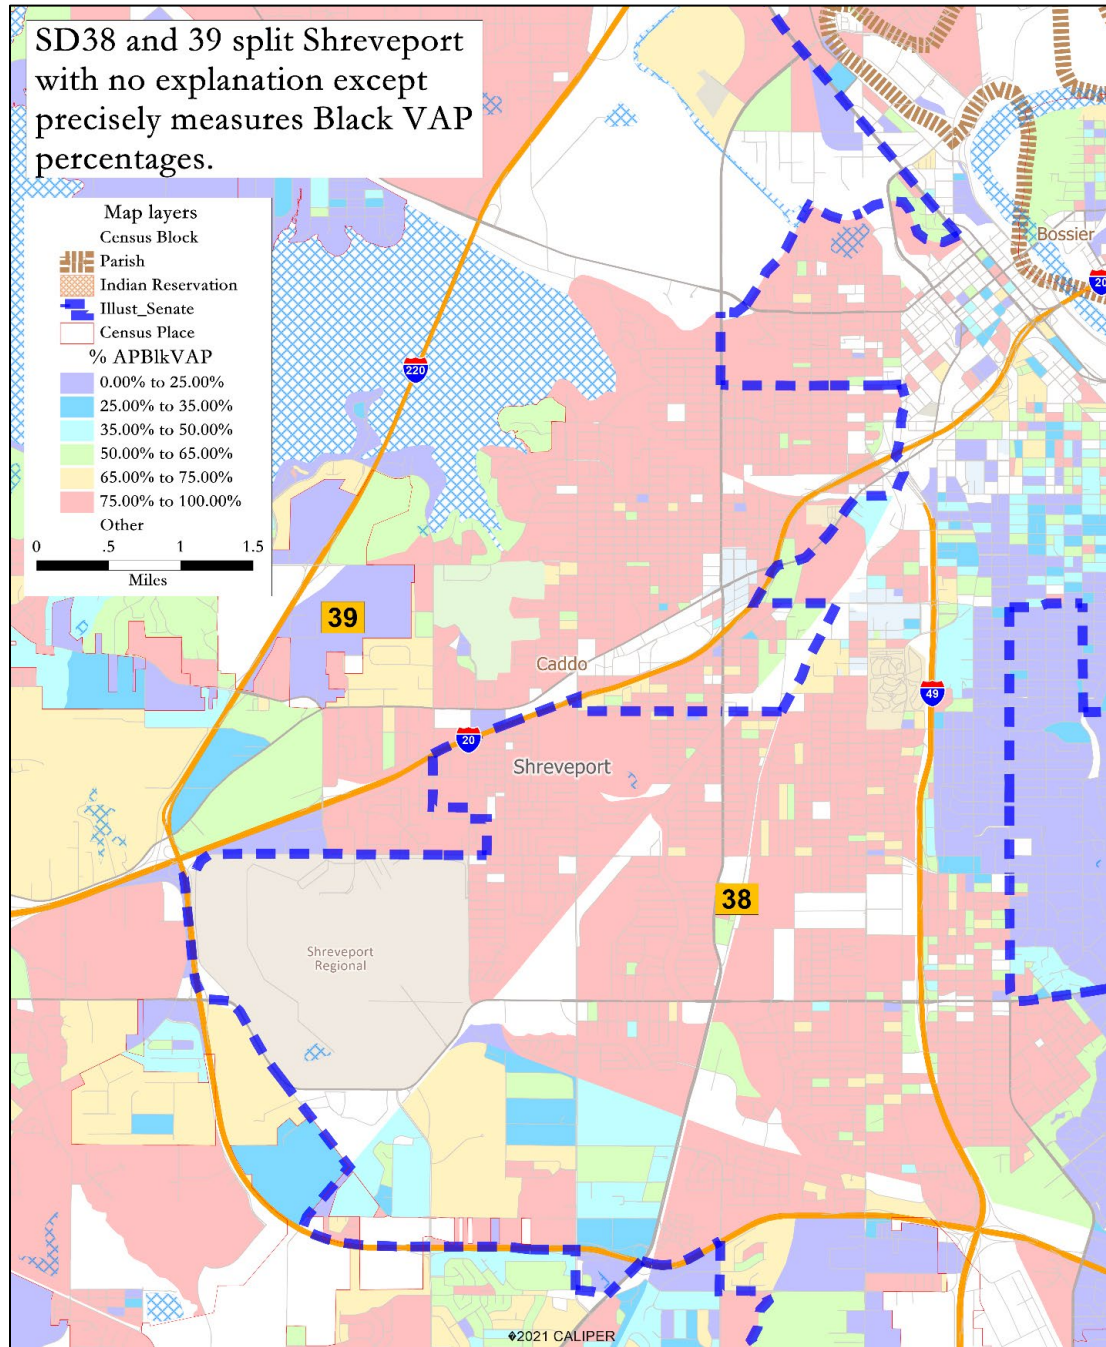 SD38 and 39 split Shreveport
with no explanation except
precisely measures Black VAP
percentages.
Map layers
Census Block
Parish
Indian Reservation
Illust_Senate
Census Place
% APBlkVAP
0.00% to 25.00%
25.00% to 35.00%
35.00% to 50.00%
50.00% to 65.00%
65.00% to 75.00%
75.00% to 100.00%
Other
0 .5 1 1.5
Miles
Bossier
20
220
39
Caddo
49
20
Shreveport
38
Shreveport
Regional
�2021 CALIPER